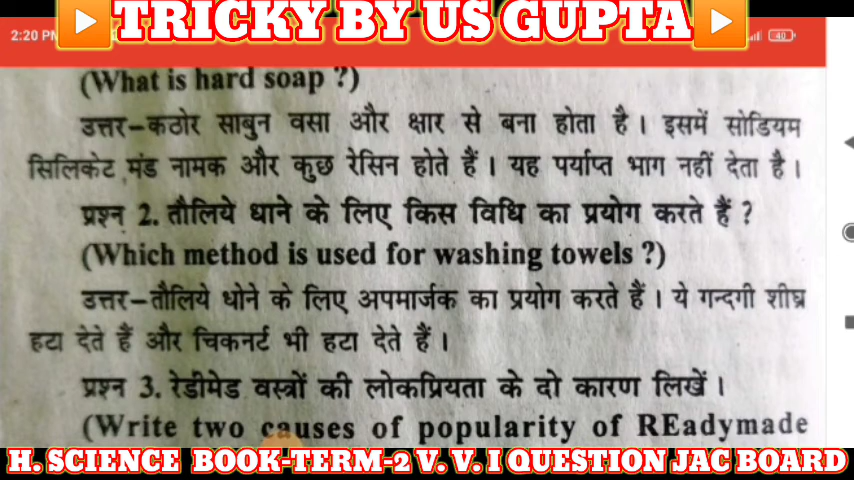 TRICKY BY US GUPTA
2:20 PM
40
(What is hard soap ?)
उत्तर–कठोर साबुन वसा और क्षार से बना होता है। इसमें सोडियम
सिलिकेट मंड नामक और कुछ रेसिन होते हैं। यह पर्याप्त भाग नहीं देता है।
प्रश्न 2. तौलिये धाने के लिए किस विधि का प्रयोग करते हैं ?
(Which method is used for washing towels ?)
उत्तर–तौलिये धोने के लिए अपमार्जक का प्रयोग करते हैं। ये गन्दगी शीघ्र
हटा देते हैं और चिकनई भी हटा देते हैं।
प्रश्न 3. रेडीमेड वस्त्रों की लोकप्रियता के दो कारण लिखें।
(Write two causes of popularity of REadymade
H. SCIENCE BOOK-TERM-2 V. V. I QUESTION JAC BOARD